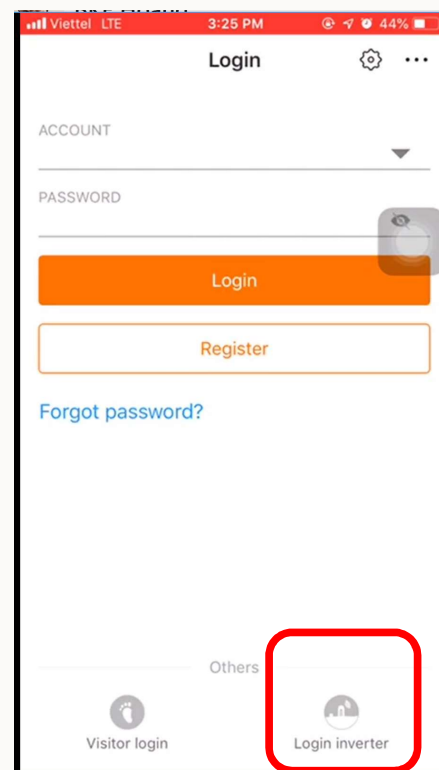 Viettel LTE 3:25 PM 44%
Login
ACCOUNT
PASSWORD
Login
Register
Forgot password?
Others
Visitor login Login inverter